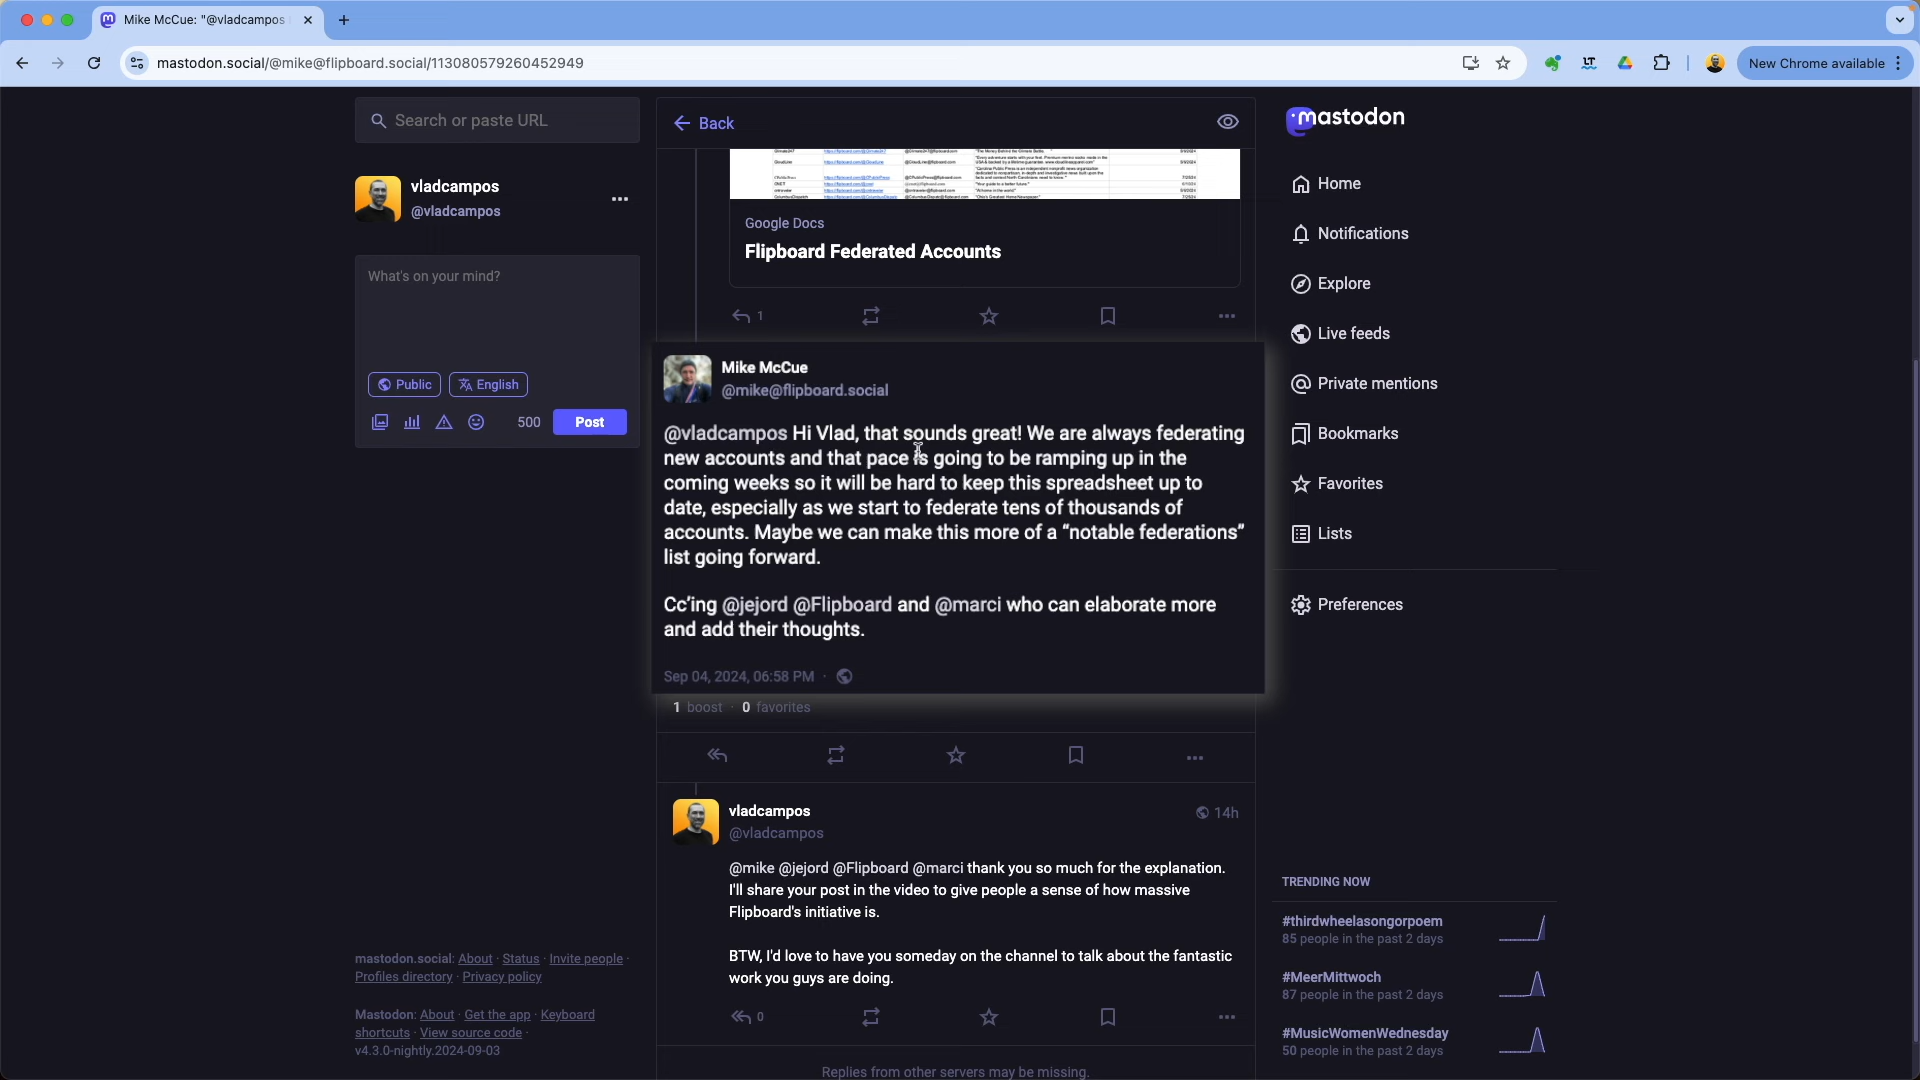 Mike McCue: "@vladcampos
mastodon.social/@mike@flipboard.social/113080579260452949
New Chrome available
Search or paste URL
vladcampos
@vladcampos
What's on your mind?
Public
English
500
Post
mastodon.social: About · Status · Invite people ·
Profiles directory · Privacy policy
Mastodon: About · Get the app · Keyboard
shortcuts · View source code ·
v4.3.0-nightly.2024-09-03
Back
Google Docs
Flipboard Federated Accounts
1
Mike McCue
@mike@flipboard.social
@vladcampos Hi Vlad, that sounds great! We are always federating
new accounts and that pace is going to be ramping up in the
coming weeks so it will be hard to keep this spreadsheet up to
date, especially as we start to federate tens of thousands of
accounts. Maybe we can make this more of a “notable federations”
list going forward.
Cc’ing @jejord @Flipboard and @marci who can elaborate more
and add their thoughts.
Sep 04, 2024, 06:58 PM ·
1 boost · 0 favorites
vladcampos
14h
@vladcampos
@mike @jejord @Flipboard @marci thank you so much for the explanation.
I'll share your post in the video to give people a sense of how massive
Flipboard's initiative is.
BTW, I'd love to have you someday on the channel to talk about the fantastic
work you guys are doing.
0
Replies from other servers may be missing.
mastodon
Home
Notifications
Explore
Live feeds
Private mentions
Bookmarks
Favorites
Lists
Preferences
TRENDING NOW
#thirdwheelasongorpoem
85 people in the past 2 days
#MeerMittwoch
87 people in the past 2 days
#MusicWomenWednesday
50 people in the past 2 days